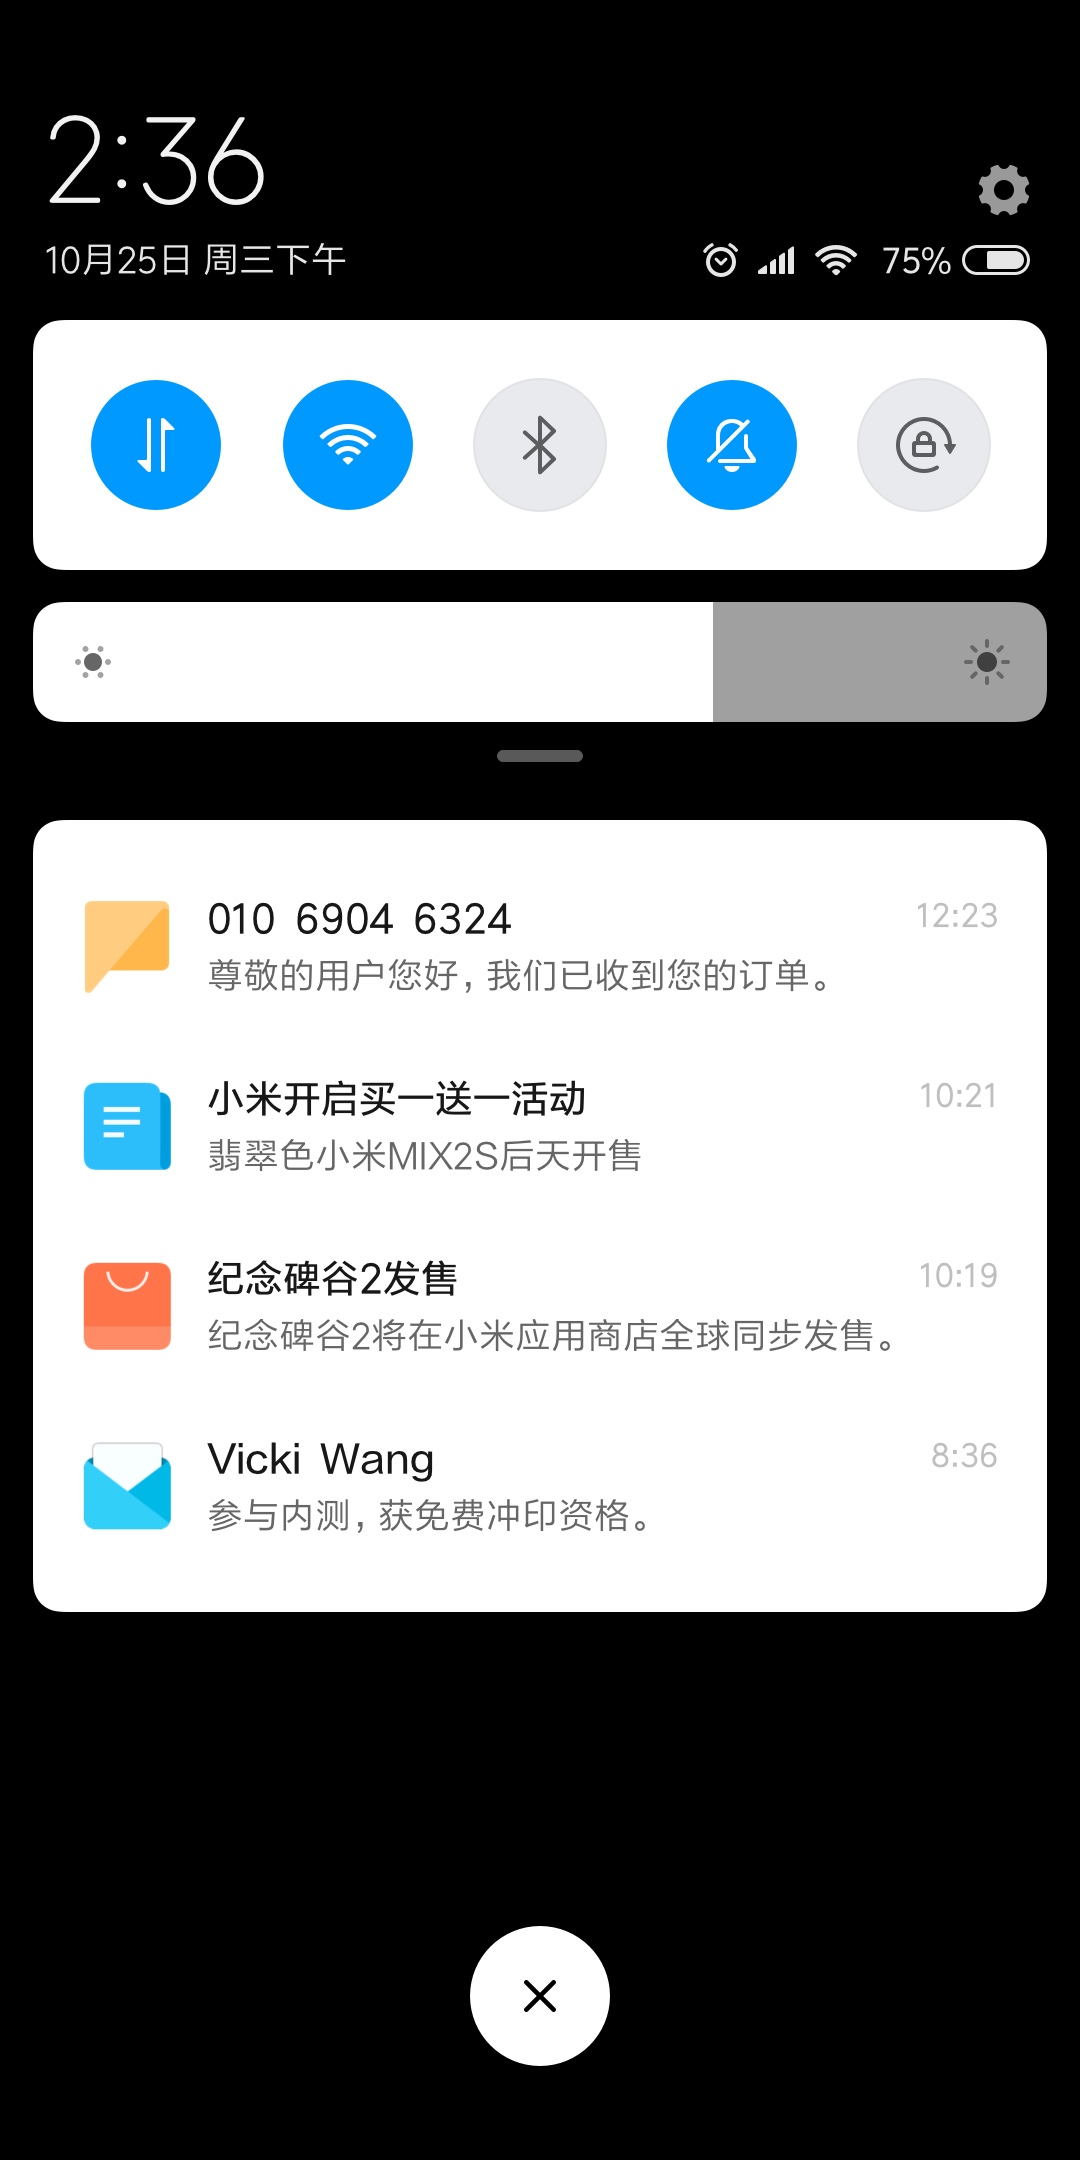 2:36
10月25日 周三下午
75%
010 6904 6324
12:23
尊敬的用户您好, 我们已收到您的订单。
小米开启买一送一活动
10:21
翡翠色小米MIX2S后天开售
纪念碑谷2发售
10:19
纪念碑谷2将在小米应用商店全球同步发售。
Vicki Wang
8:36
参与内测, 获免费冲印资格。